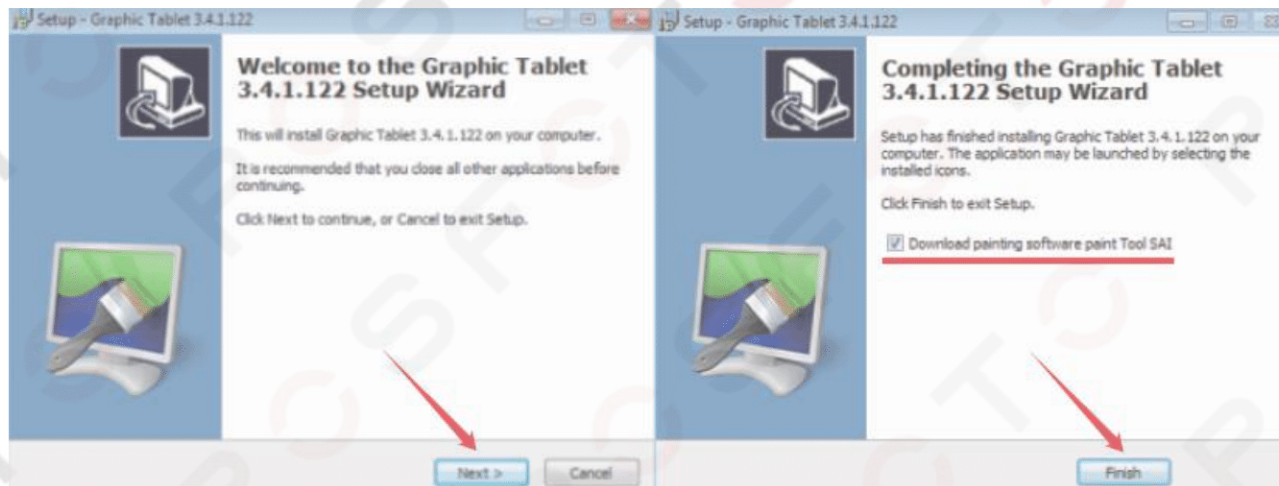 Setup - Graphic Tablet 3.4.1.122
Welcome to the Graphic Tablet
3.4.1.122 Setup Wizard
This will install Graphic Tablet 3.4.1.122 on your computer.
It is recommended that you close all other applications before
continuing.
Click Next to continue, or Cancel to exit Setup.
Next >
Cancel
Setup - Graphic Tablet 3.4.1.122
Completing the Graphic Tablet
3.4.1.122 Setup Wizard
Setup has finished installing Graphic Tablet 3.4.1.122 on your
computer. The application may be launched by selecting the
installed icons.
Click Finish to exit Setup.
Download painting software paint Tool SAI
Finish